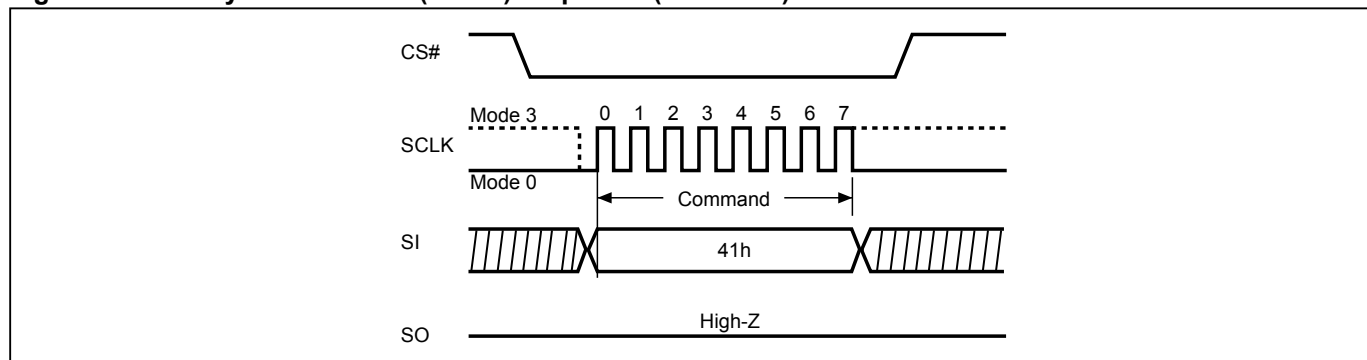 CS#
Mode 3
0 1 2 3 4 5 6 7
SCLK
Mode 0
Command
SI
41h
High-Z
SO